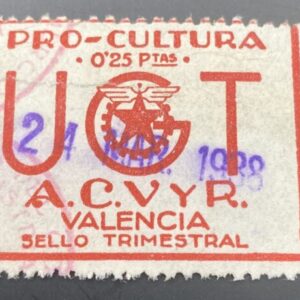 PRO-CULTURA
· 0'25 PTAS ·
UGT
24 MAR. 1938
A.C.V y R.
VALENCIA
SELLO TRIMESTRAL